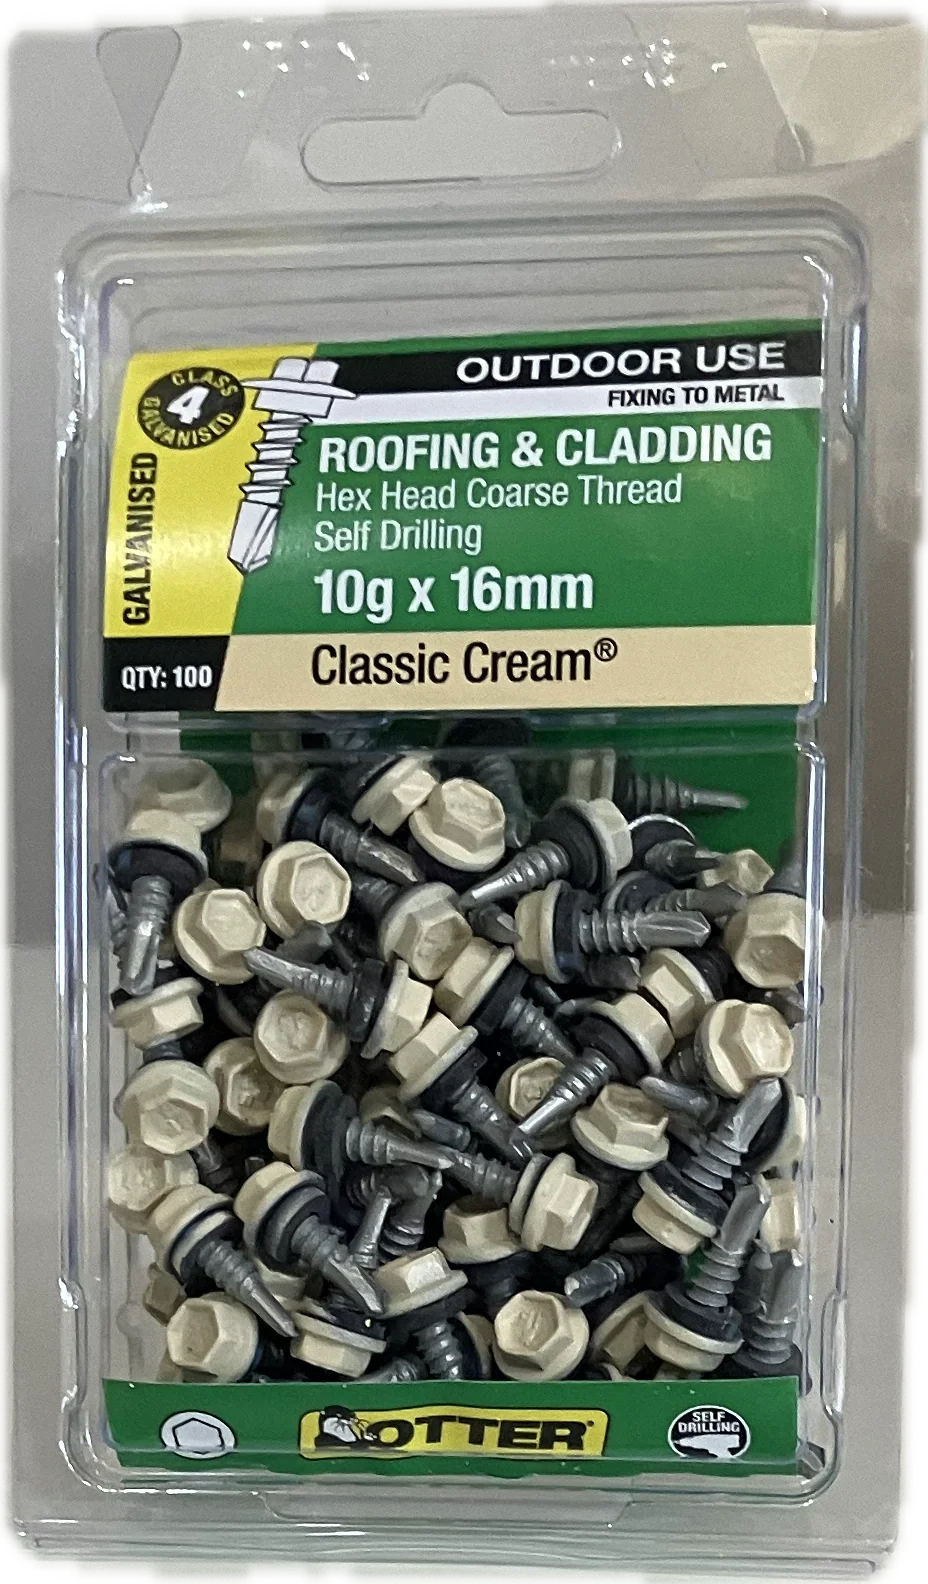 OUTDOOR USE
FIXING TO METAL
CLASS
4
GALVANISED
GALVANISED
ROOFING & CLADDING
Hex Head Coarse Thread
Self Drilling
10g x 16mm
QTY: 100
Classic Cream®
OTTER®
SELF
DRILLING